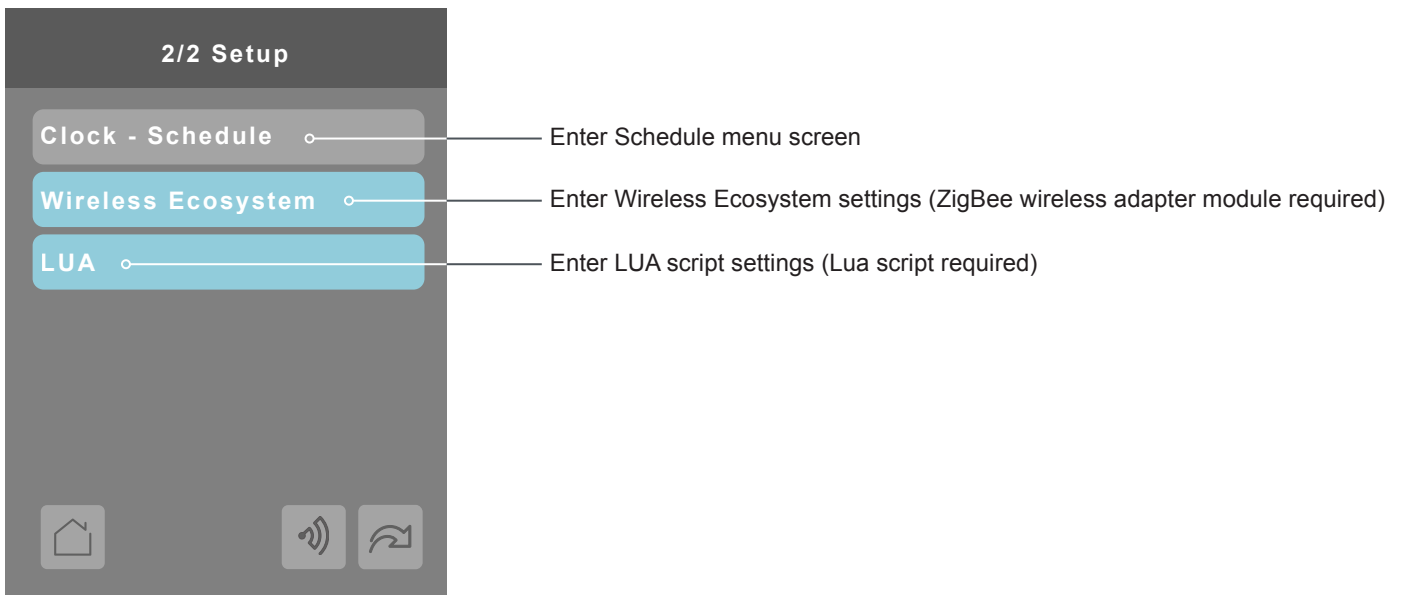 2/2 Setup
Clock - Schedule
Enter Schedule menu screen
Wireless Ecosystem
Enter Wireless Ecosystem settings (ZigBee wireless adapter module required)
LUA
Enter LUA script settings (Lua script required)